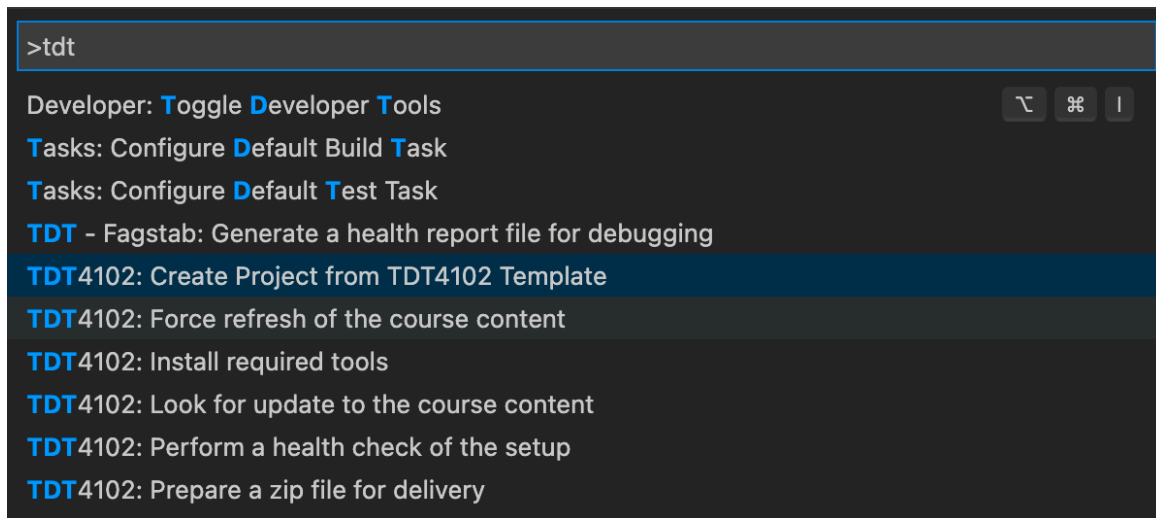 >tdt
Developer: Toggle Developer Tools ⌥ ⌘ I
Tasks: Configure Default Build Task
Tasks: Configure Default Test Task
TDT - Fagstab: Generate a health report file for debugging
TDT4102: Create Project from TDT4102 Template
TDT4102: Force refresh of the course content
TDT4102: Install required tools
TDT4102: Look for update to the course content
TDT4102: Perform a health check of the setup
TDT4102: Prepare a zip file for delivery